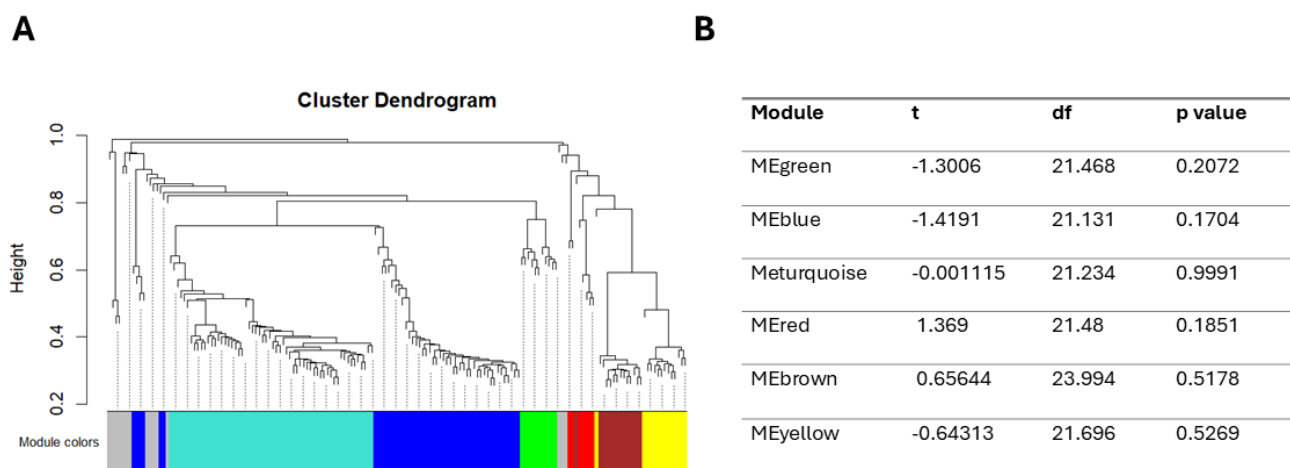 A
B
Cluster Dendrogram
Height
1.0
0.8
0.6
0.4
0.2
Module colors
Module t df p value
MEgreen -1.3006 21.468 0.2072
MEblue -1.4191 21.131 0.1704
Meturquoise -0.001115 21.234 0.9991
MEred 1.369 21.48 0.1851
MEbrown 0.65644 23.994 0.5178
MEyellow -0.64313 21.696 0.5269